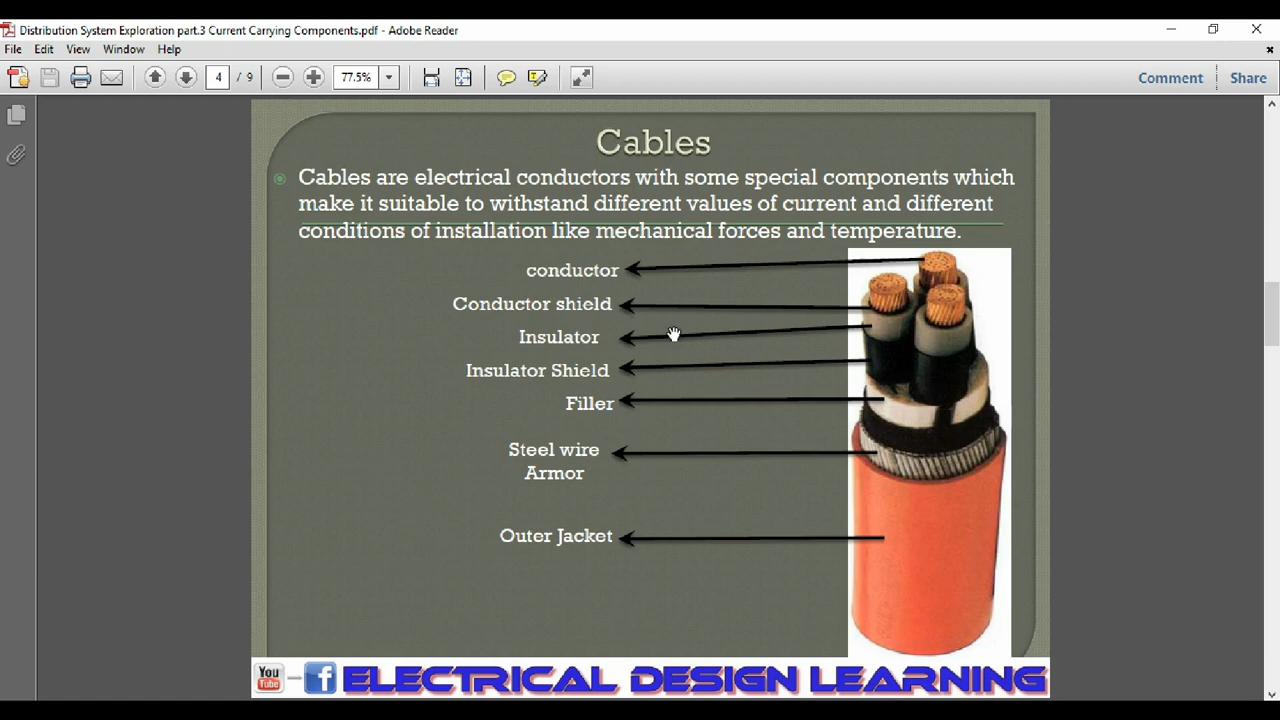 Distribution System Exploration part.3 Current Carrying Components.pdf - Adobe Reader
File Edit View Window Help
4 / 9 77.5% Comment Share
Cables
Cables are electrical conductors with some special components which
make it suitable to withstand different values of current and different
conditions of installation like mechanical forces and temperature.
conductor
Conductor shield
Insulator
Insulator Shield
Filler
Steel wire
Armor
Outer Jacket
You Tube f ELECTRICAL DESIGN LEARNING